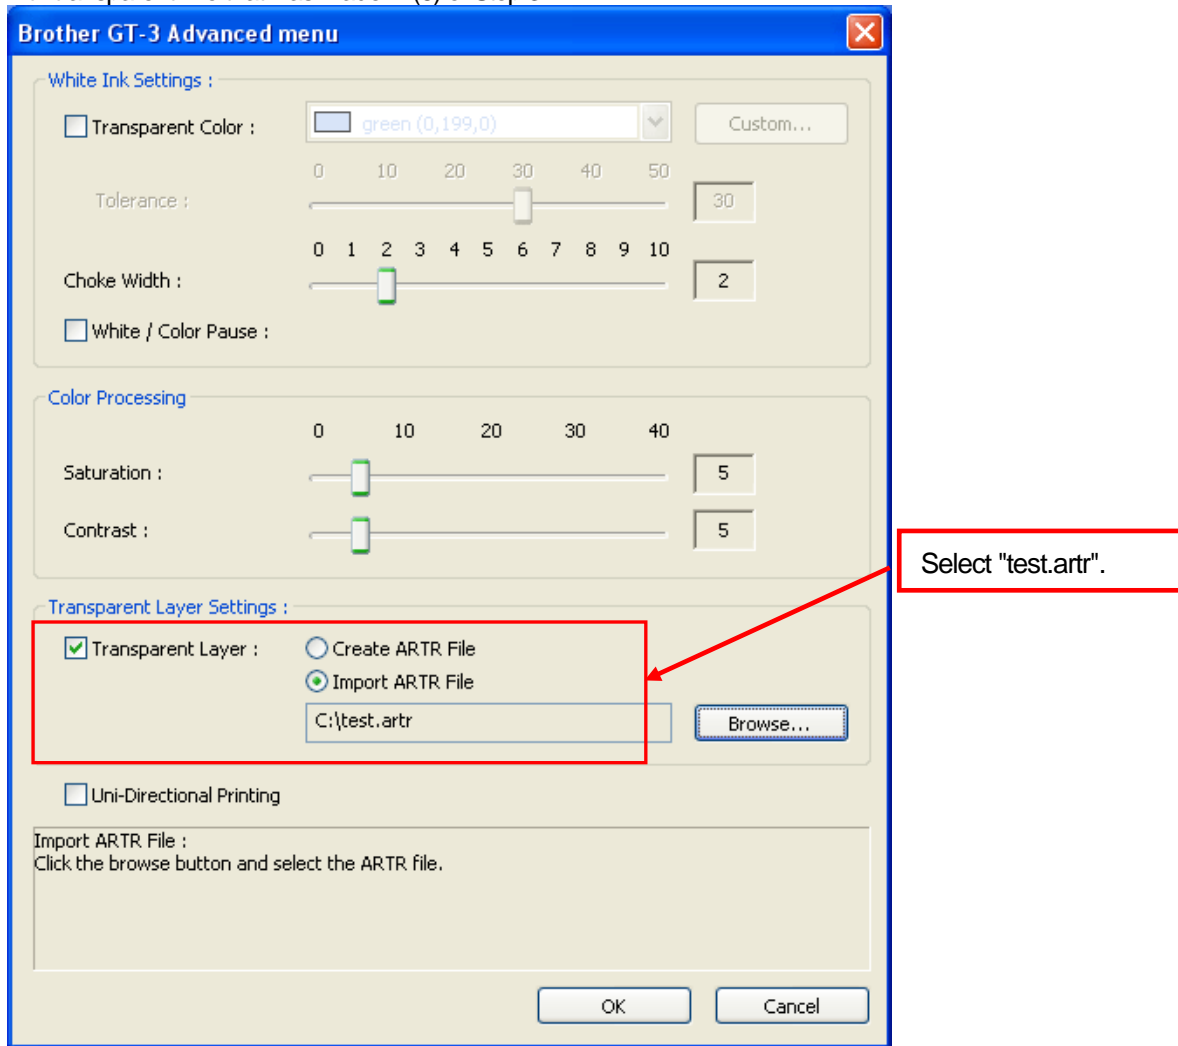 Brother GT-3 Advanced menu
White Ink Settings :
Transparent Color :
green (0,199,0)
Custom...
0 10 20 30 40 50
Tolerance :
30
0 1 2 3 4 5 6 7 8 9 10
Choke Width :
2
White / Color Pause :
Color Processing
0 10 20 30 40
Saturation :
5
Contrast :
5
Select "test.artr".
Transparent Layer Settings :
Transparent Layer :
Create ARTR File
Import ARTR File
C:\test.artr
Browse...
Uni-Directional Printing
Import ARTR File :
Click the browse button and select the ARTR file.
OK
Cancel